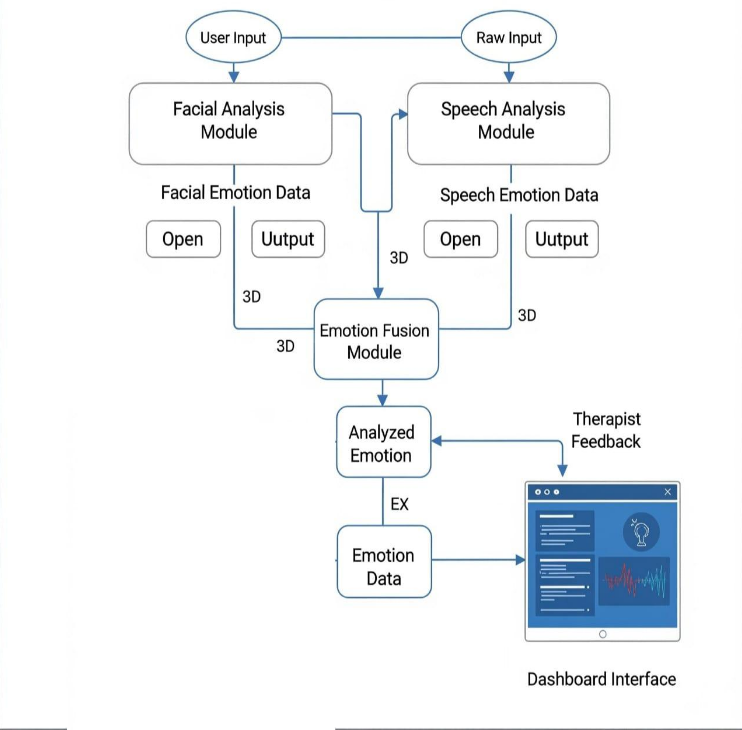 User Input
Raw Input
Facial Analysis
Module
Speech Analysis
Module
Facial Emotion Data
Speech Emotion Data
Open
Uutput
Open
Uutput
3D
3D
3D
3D
Emotion Fusion
Module
Analyzed
Emotion
Therapist
Feedback
EX
Emotion
Data
Dashboard Interface